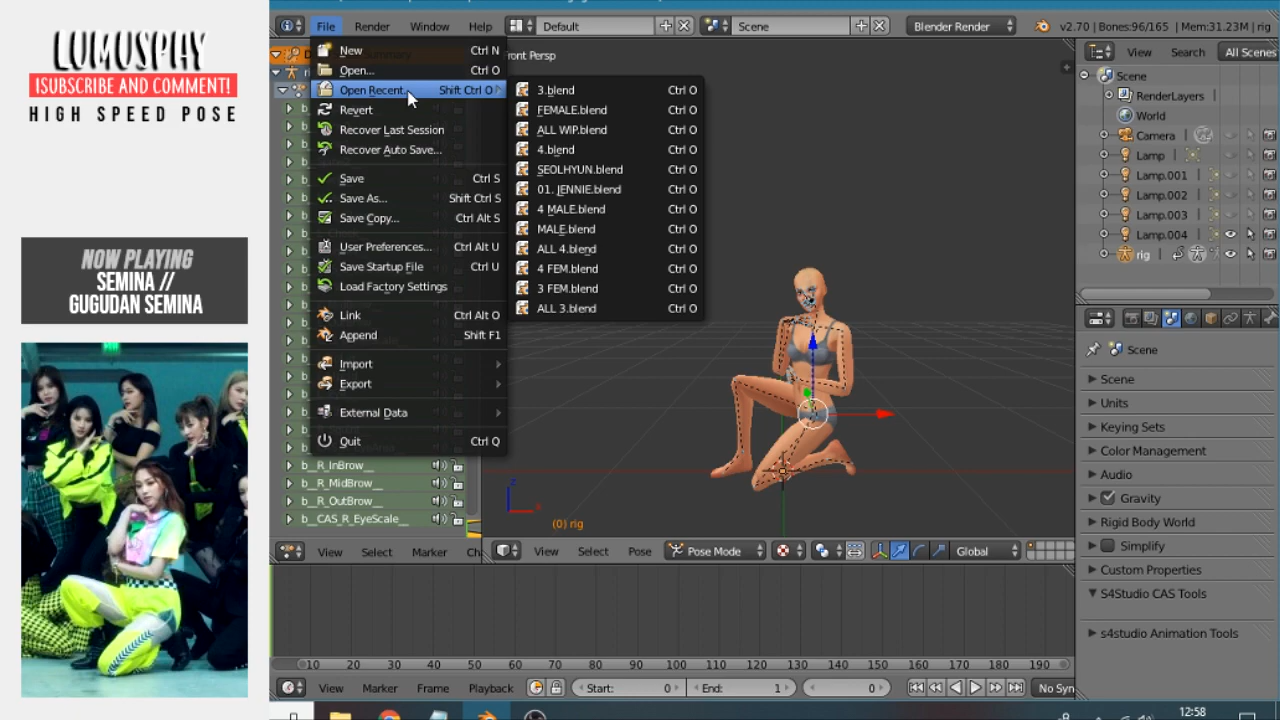 LUMUSPHY
!SUBSCRIBE AND COMMENT!
HIGH SPEED POSE
NOW PLAYING
SEMINA //
GUGUDAN SEMINA
File Render Window Help Default Scene Blender Render v2.70 | Bones:96/165 | Mem:31.23M | rig
New Ctrl N
Open... Ctrl O
Open Recent... Shift Ctrl O
Revert
Recover Last Session
Recover Auto Save...
Save Ctrl S
Save As... Shift Ctrl S
Save Copy... Ctrl Alt S
User Preferences... Ctrl Alt U
Save Startup File Ctrl U
Load Factory Settings
Link Ctrl Alt O
Append Shift F1
Import
Export
External Data
Quit Ctrl Q
b__R_InBrow__
b__R_MidBrow__
b__R_OutBrow__
b__CAS_R_EyeScale__
View Select Marker Ch
ront Persp
3.blend Ctrl O
FEMALE.blend Ctrl O
ALL WIP.blend Ctrl O
4.blend Ctrl O
SEOLHYUN.blend Ctrl O
01. JENNIE.blend Ctrl O
4 MALE.blend Ctrl O
MALE.blend Ctrl O
ALL 4.blend Ctrl O
4 FEM.blend Ctrl O
3 FEM.blend Ctrl O
ALL 3.blend Ctrl O
z
x
(0) rig
View Select Pose Pose Mode Global
View Search All Scenes
Scene
RenderLayers
World
Camera
Lamp
Lamp.001
Lamp.002
Lamp.003
Lamp.004
rig
Scene
Scene
Units
Keying Sets
Color Management
Audio
Gravity
Rigid Body World
Simplify
Custom Properties
S4Studio CAS Tools
s4studio Animation Tools
10 20 30 40 50 60 70 80 90 100 110 120 130 140 150 160 170 180 190
View Marker Frame Playback Start: 0 End: 1 0 No Syn
12:58